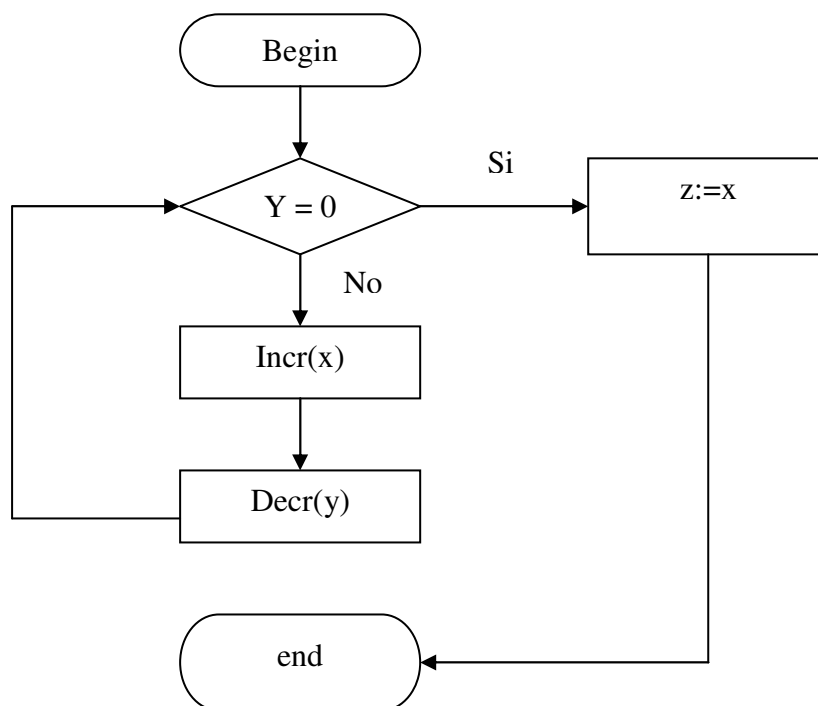 Begin
Si
z:=x
Y = 0
No
Incr(x)
Decr(y)
end